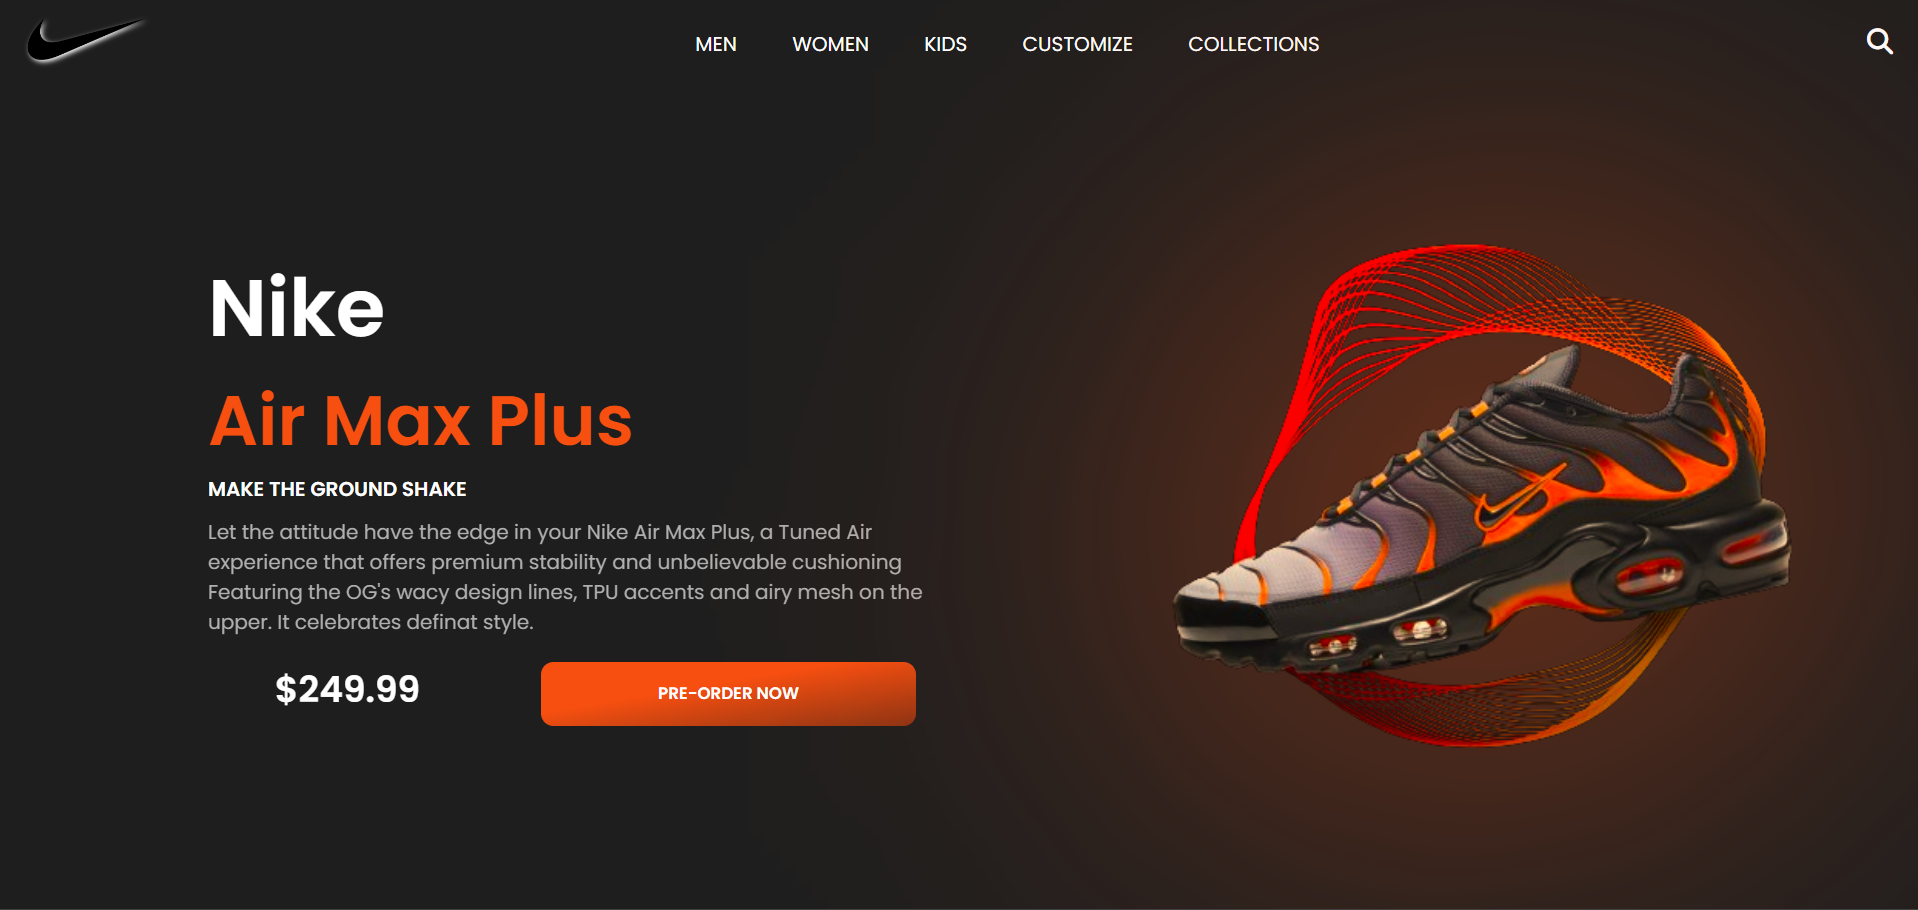 MEN WOMEN KIDS CUSTOMIZE COLLECTIONS
Nike
Air Max Plus
MAKE THE GROUND SHAKE
Let the attitude have the edge in your Nike Air Max Plus, a Tuned Air
experience that offers premium stability and unbelievable cushioning
Featuring the OG's wacy design lines, TPU accents and airy mesh on the
upper. It celebrates definat style.
$249.99
PRE-ORDER NOW